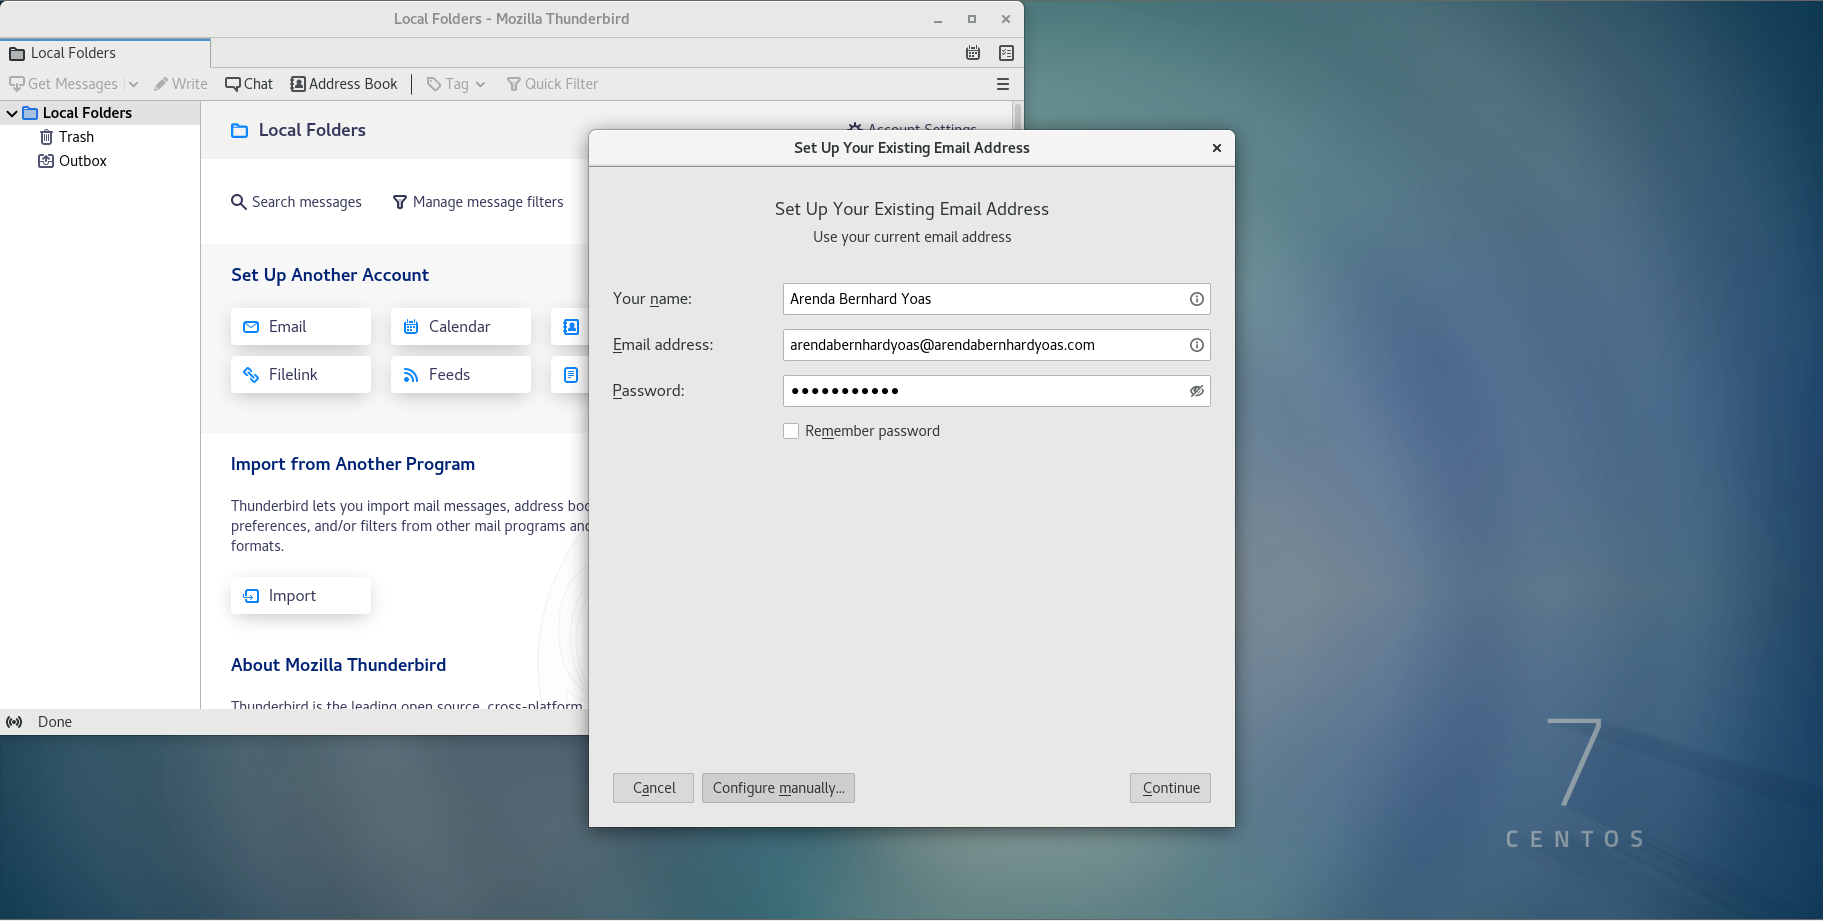 Local Folders - Mozilla Thunderbird
Local Folders
Get Messages Write Chat Address Book Tag Quick Filter
Local Folders
Trash
Outbox
Local Folders
Account Settings
Search messages Manage message filters
Set Up Another Account
Email Calendar
Filelink Feeds
Import from Another Program
Thunderbird lets you import mail messages, address
preferences, and/or filters from other mail programs
formats.
Import
About Mozilla Thunderbird
Thunderbird is the leading open source, cross-platform
Done
Set Up Your Existing Email Address
Set Up Your Existing Email Address
Use your current email address
Your name: Arenda Bernhard Yoas
Email address: arendabernhardyoas@arendabernhardyoas.com
Password: ●●●●●●●●●●●
Remember password
Cancel Configure manually... Continue
7
CENTOS